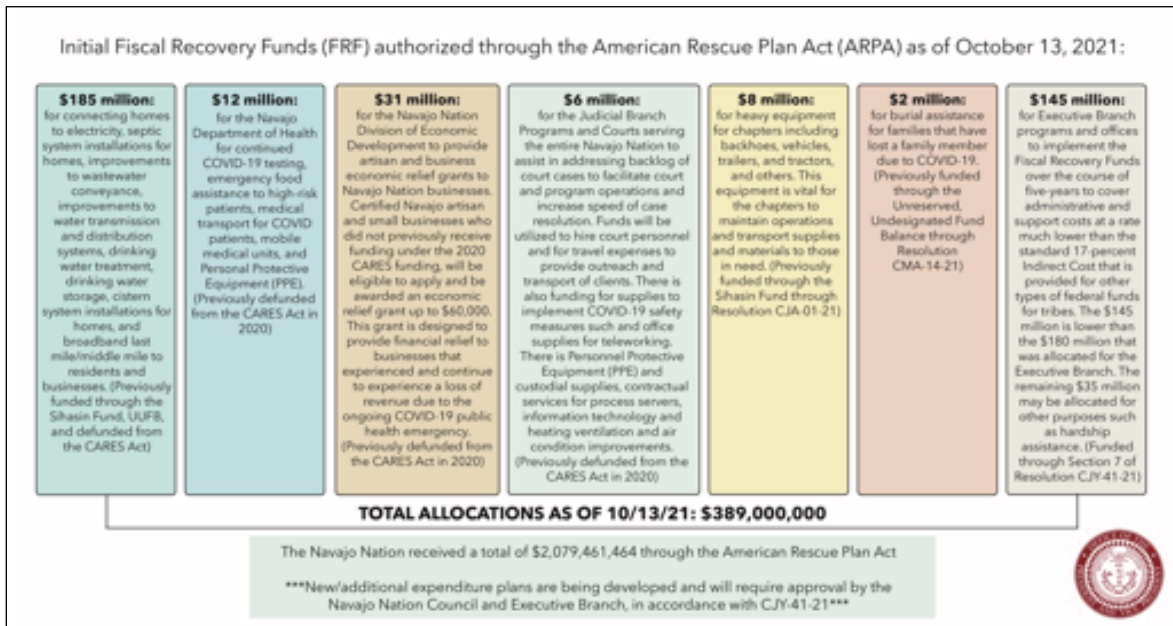 Initial Fiscal Recovery Funds (FRF) authorized through the American Rescue Plan Act (ARPA) as of October 13, 2021:
$185 million:
for connecting homes
to electricity, septic
system installations for
homes, improvements
to wastewater
conveyance,
improvements to
water transmission
and distribution
systems, drinking
water treatment,
drinking water
storage, cistern
system installations for
homes, and
broadband last
mile/middle mile to
residents and
businesses. (Previously
funded through the
Sihasin Fund, UUFB,
and defunded from
the CARES Act)
$12 million:
for the Navajo
Department of Health
for continued
COVID-19 testing,
emergency food
assistance to high-risk
patients, medical
transport for COVID
patients, mobile
medical units, and
Personal Protective
Equipment (PPE).
(Previously defunded
from the CARES Act in
2020)
$31 million:
for the Navajo Nation
Division of Economic
Development to provide
artisan and business
economic relief grants to
Navajo Nation businesses.
Certified Navajo artisan
and small businesses who
did not previously receive
funding under the 2020
CARES funding, will be
eligible to apply and be
awarded an economic
relief grant up to $60,000.
This grant is designed to
provide financial relief to
businesses that
experienced and continue
to experience a loss of
revenue due to the
ongoing COVID-19 public
health emergency.
(Previously defunded from
the CARES Act in 2020)
$6 million:
for the Judicial Branch
Programs and Courts serving
the entire Navajo Nation to
assist in addressing backlog of
court cases to facilitate court
and program operations and
increase speed of case
resolution. Funds will be
utilized to hire court personnel
and for travel expenses to
provide outreach and
transport of clients. There is
also funding for supplies to
implement COVID-19 safety
measures such and office
supplies for teleworking.
There is Personnel Protective
Equipment (PPE) and
custodial supplies, contractual
services for process servers,
information technology and
heating ventilation and air
condition improvements.
(Previously defunded from the
CARES Act in 2020)
$8 million:
for heavy equipment
for chapters including
backhoes, vehicles,
trailers, and tractors,
and others. This
equipment is vital for
the chapters to
maintain operations
and transport supplies
and materials to those
in need. (Previously
funded through the
Sihasin Fund through
Resolution CJA-01-21)
$2 million:
for burial assistance
for families that have
lost a family member
due to COVID-19.
(Previously funded
through the
Unreserved,
Undesignated Fund
Balance through
Resolution
CMA-14-21)
$145 million:
for Executive Branch
programs and offices
to implement the
Fiscal Recovery Funds
over the course of
five-years to cover
administrative and
support costs at a rate
much lower than the
standard 17-percent
Indirect Cost that is
provided for other
types of federal funds
for tribes. The $145
million is lower than
the $180 million that
was allocated for the
Executive Branch. The
remaining $35 million
may be allocated for
other purposes such
as hardship
assistance. (Funded
through Section 7 of
Resolution CJY-41-21)
TOTAL ALLOCATIONS AS OF 10/13/21: $389,000,000
The Navajo Nation received a total of $2,079,461,464 through the American Rescue Plan Act
***New/additional expenditure plans are being developed and will require approval by the
Navajo Nation Council and Executive Branch, in accordance with CJY-41-21***
OFFICE OF THE